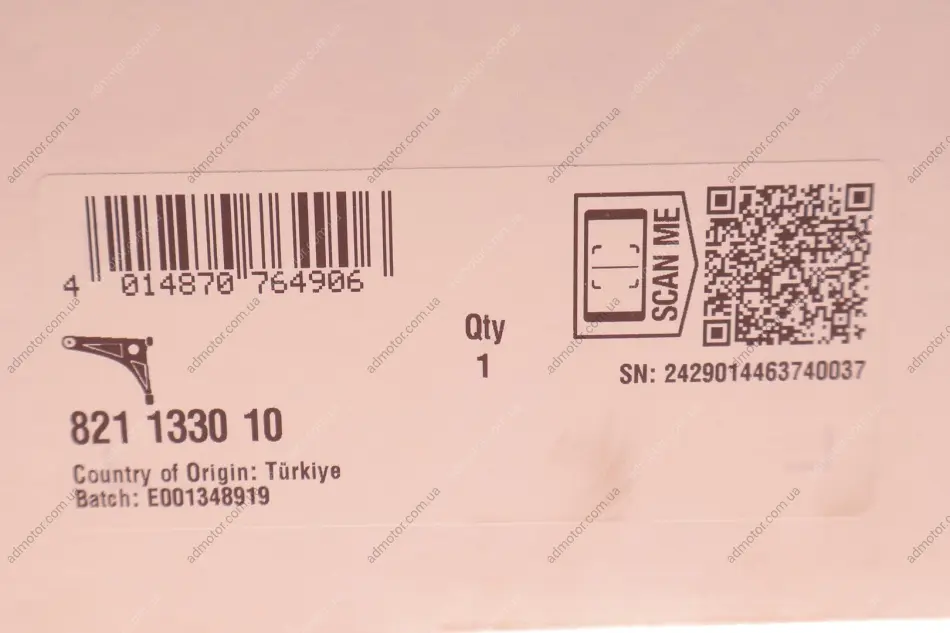 4 014870 764906
SCAN ME
Qty
1
SN: 2429014463740037
821 1330 10
Country of Origin: Türkiye
Batch: E001348919
admotor.com.ua